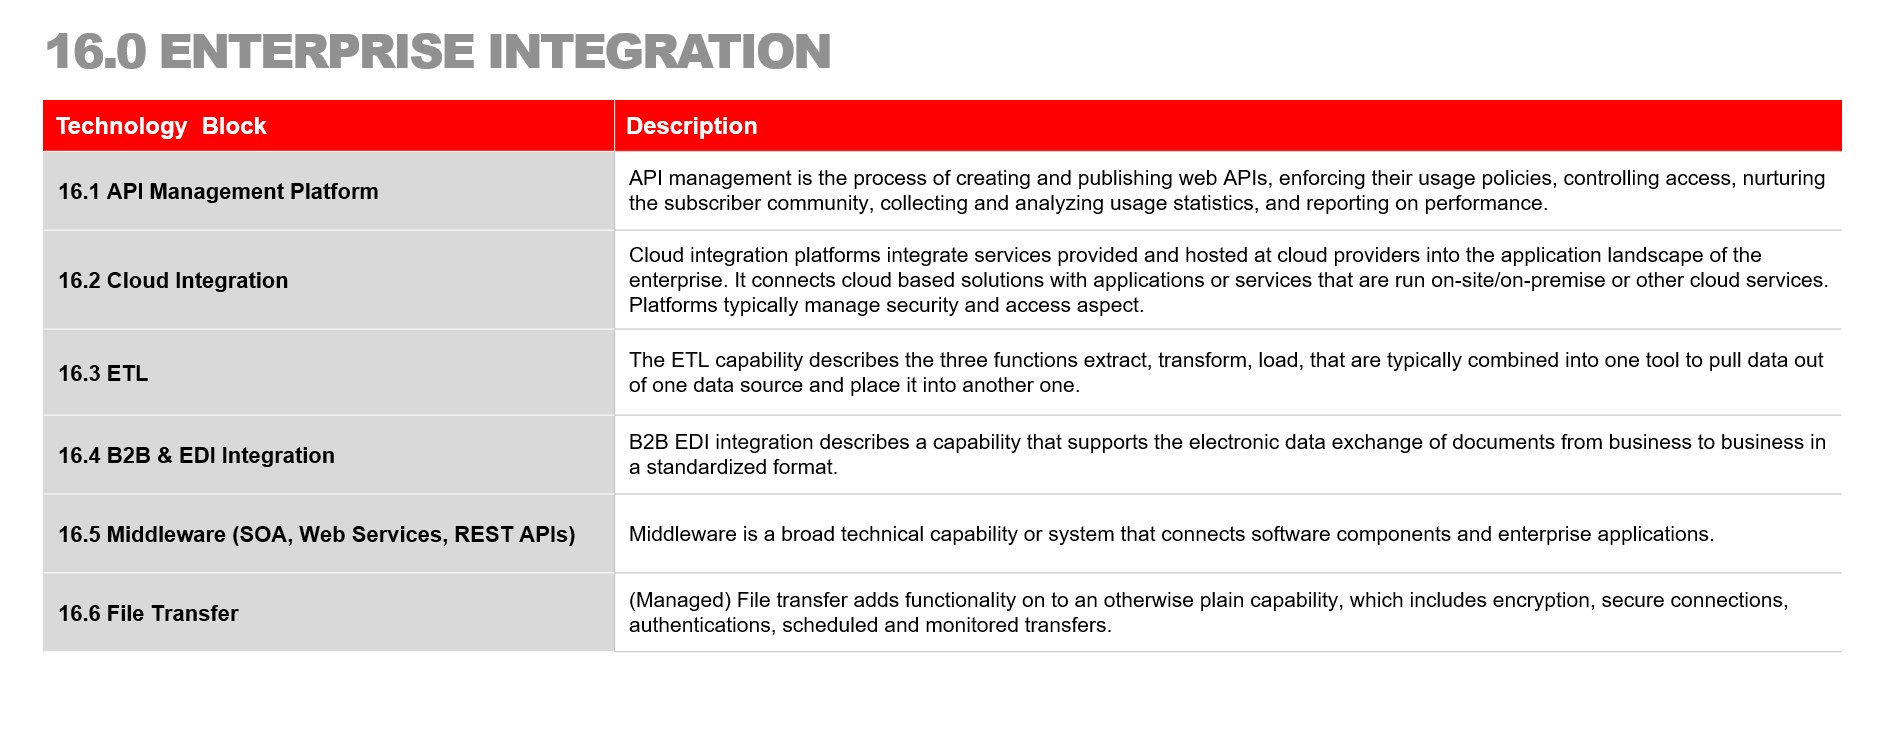 16.0 ENTERPRISE INTEGRATION
Technology  Block
Description
16.1 API Management Platform
API management is the process of creating and publishing web APIs, enforcing their usage policies, controlling access, nurturing
the subscriber community, collecting and analyzing usage statistics, and reporting on performance.
16.2 Cloud Integration
Cloud integration platforms integrate services provided and hosted at cloud providers into the application landscape of the
enterprise. It connects cloud based solutions with applications or services that are run on-site/on-premise or other cloud services.
Platforms typically manage security and access aspect.
16.3 ETL
The ETL capability describes the three functions extract, transform, load, that are typically combined into one tool to pull data out
of one data source and place it into another one.
16.4 B2B & EDI Integration
B2B EDI integration describes a capability that supports the electronic data exchange of documents from business to business in
a standardized format.
16.5 Middleware (SOA, Web Services, REST APIs)
Middleware is a broad technical capability or system that connects software components and enterprise applications.
16.6 File Transfer
(Managed) File transfer adds functionality on to an otherwise plain capability, which includes encryption, secure connections,
authentications, scheduled and monitored transfers.